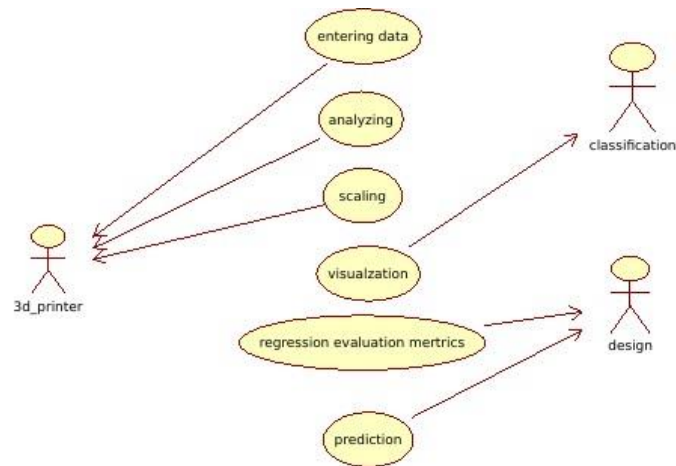 entering data
analyzing
classification
scaling
visualzation
3d_printer
regression evaluation mertrics
design
prediction